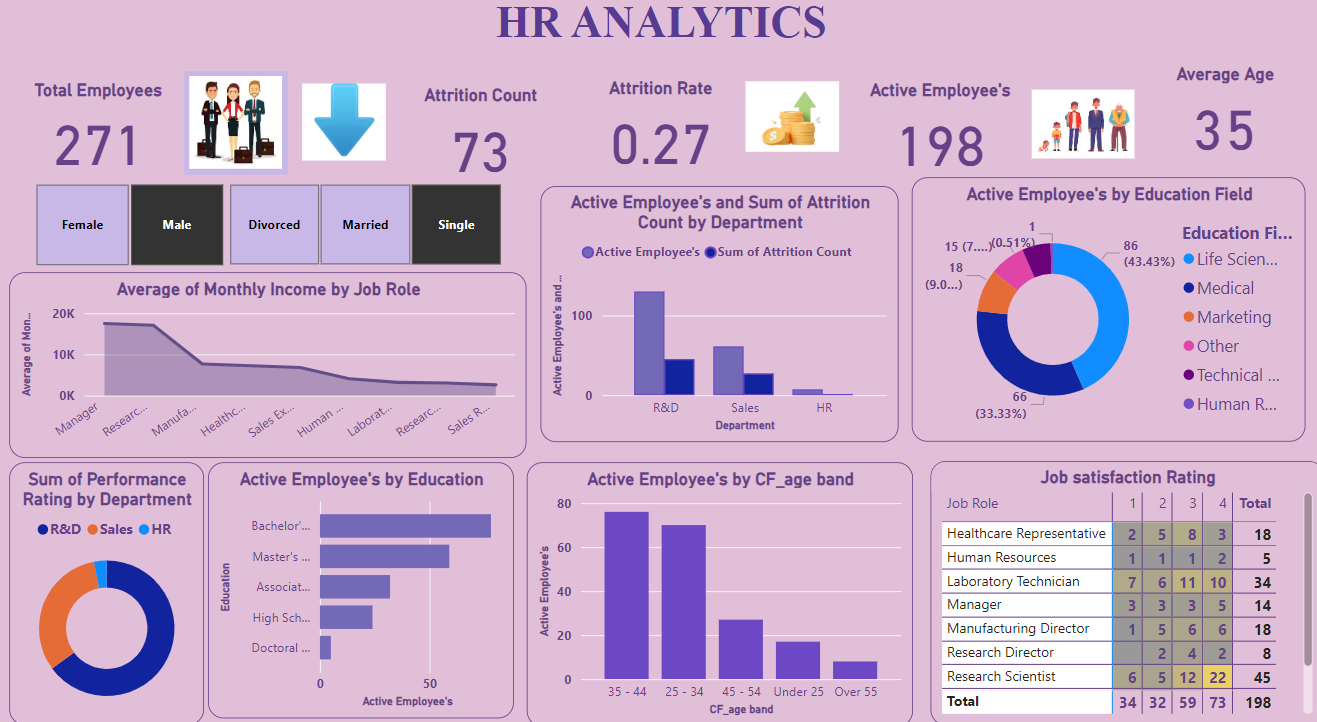 HR ANALYTICS
Total Employees
271
Attrition Count
73
Attrition Rate
0.27
Active Employee's
198
Average Age
35
Female
Male
Divorced
Married
Single
Average of Monthly Income by Job Role
Average of Mon...
20K
10K
0K
Manager
Researc...
Manufa...
Healthc...
Sales Ex...
Human ...
Laborat...
Researc...
Sales R...
Active Employee's and Sum of Attrition
Count by Department
Active Employee's
Sum of Attrition Count
Active Employee's and...
100
0
R&D
Sales
HR
Department
Active Employee's by Education Field
1
(0.51%)
15 (7....)
18
(9.0...)
86
(43.43%)
66
(33.33%)
Education Fi...
Life Scien...
Medical
Marketing
Other
Technical ...
Human R...
Sum of Performance
Rating by Department
R&D
Sales
HR
Active Employee's by Education
Education
Bachelor'...
Master's ...
Associat...
High Sch...
Doctoral ...
0
50
Active Employee's
Active Employee's by CF_age band
Active Employee's
80
60
40
20
0
35 - 44
25 - 34
45 - 54
Under 25
Over 55
CF_age band
Job satisfaction Rating
Job Role 1 2 3 4 Total
Healthcare Representative 2 5 8 3 18
Human Resources 1 1 1 2 5
Laboratory Technician 7 6 11 10 34
Manager 3 3 3 5 14
Manufacturing Director 1 5 6 6 18
Research Director 2 4 2 8
Research Scientist 6 5 12 22 45
Total 34 32 59 73 198